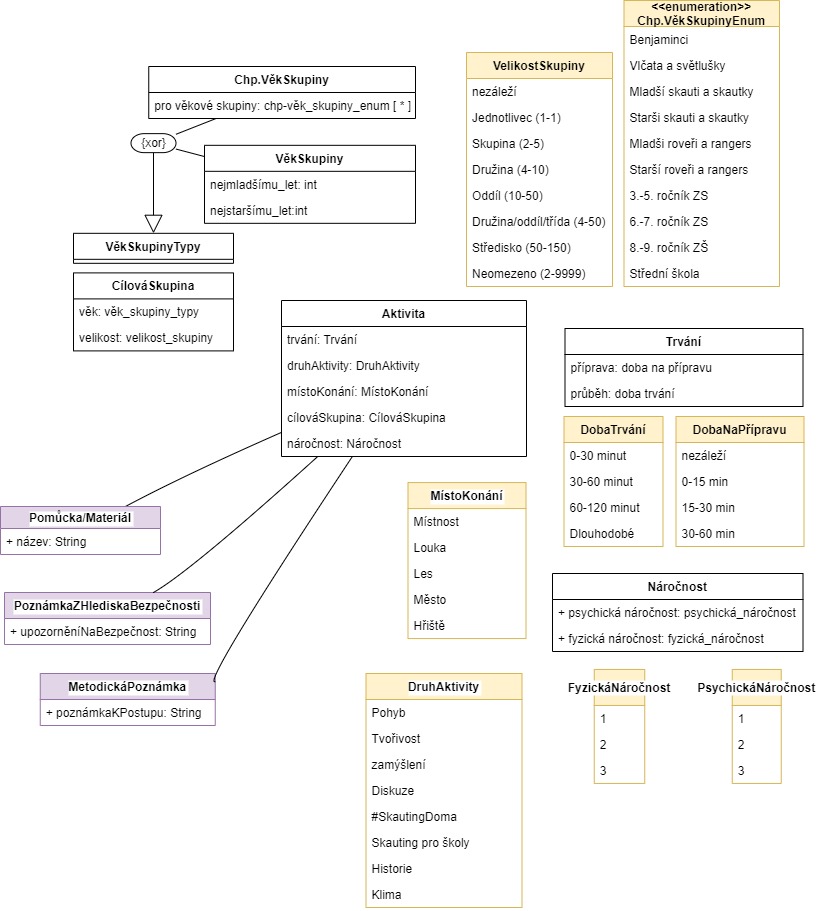 Chp.VěkSkupiny
pro věkové skupiny: chp-věk_skupiny_enum [ * ]
{xor}
VěkSkupiny
nejmladšímu_let: int
nejstaršímu_let:int
VěkSkupinyTypy
CílováSkupina
věk: věk_skupiny_typy
velikost: velikost_skupiny
VelikostSkupiny
nezáleží
Jednotlivec (1-1)
Skupina (2-5)
Družina (4-10)
Oddíl (10-50)
Družina/oddíl/třída (4-50)
Středisko (50-150)
Neomezeno (2-9999)
<<enumeration>>
Chp.VěkSkupinyEnum
Benjaminci
Vlčata a světlušky
Mladší skauti a skautky
Starši skauti a skautky
Mladši roveři a rangers
Starší roveři a rangers
3.-5. ročník ZS
6.-7. ročník ZS
8.-9. ročník ZŠ
Střední škola
Aktivita
trvání: Trvání
druhAktivity: DruhAktivity
místoKonání: MístoKonání
cílováSkupina: CílováSkupina
náročnost: Náročnost
Trvání
příprava: doba na přípravu
průběh: doba trvání
DobaTrvání
0-30 minut
30-60 minut
60-120 minut
Dlouhodobé
DobaNaPřípravu
nezáleží
0-15 min
15-30 min
30-60 min
Pomůcka/Materiál
+ název: String
PoznámkaZHlediskaBezpečnosti
+ upozorněníNaBezpečnost: String
MetodickáPoznámka
+ poznámkaKPostupu: String
MístoKonání
Místnost
Louka
Les
Město
Hřiště
Náročnost
+ psychická náročnost: psychická_náročnost
+ fyzická náročnost: fyzická_náročnost
DruhAktivity
Pohyb
Tvořivost
zamýšlení
Diskuze
#SkautingDoma
Skauting pro školy
Historie
Klima
FyzickáNáročnost
1
2
3
PsychickáNáročnost
1
2
3